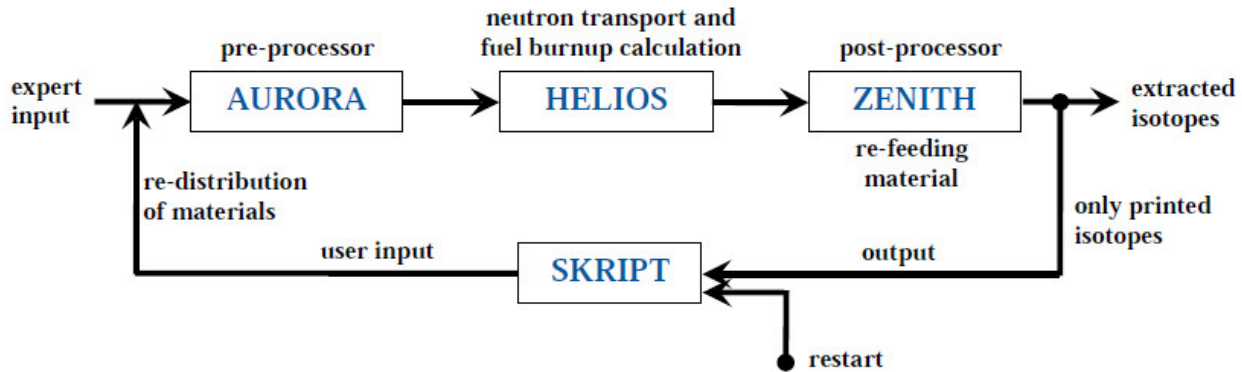 neutron transport and
fuel burnup calculation
pre-processor
post-processor
expert
input
AURORA
HELIOS
ZENITH
extracted
isotopes
re-feeding
material
re-distribution
of materials
only printed
isotopes
user input
SKRIPT
output
restart